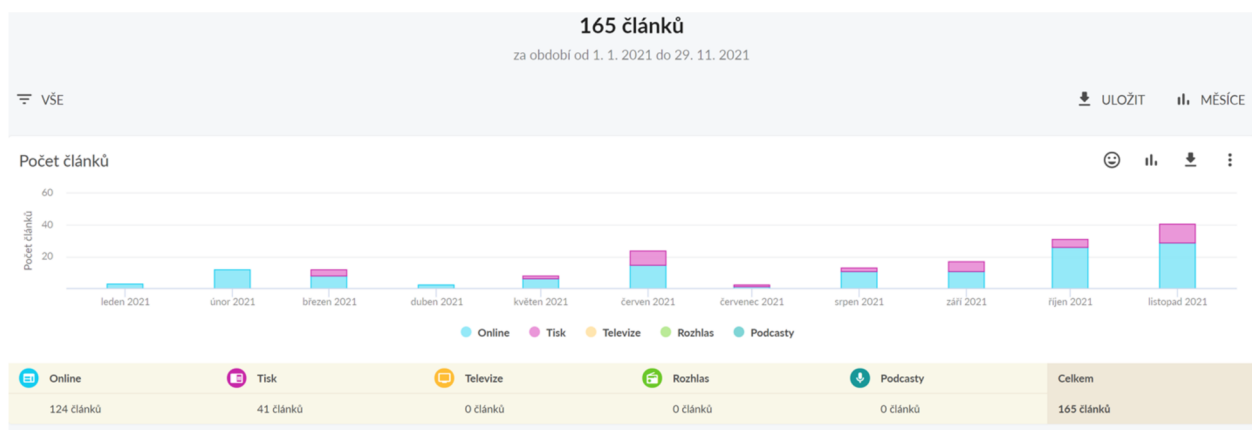 165 článků
za období od 1. 1. 2021 do 29. 11. 2021
VŠE
ULOŽIT
MĚSÍCE
Počet článků
60
40
20
Počet článků
leden 2021
únor 2021
březen 2021
duben 2021
květen 2021
červen 2021
červenec 2021
srpen 2021
září 2021
říjen 2021
listopad 2021
Online
Tisk
Televize
Rozhlas
Podcasty
Online
Tisk
Televize
Rozhlas
Podcasty
Celkem
124 článků
41 článků
0 článků
0 článků
0 článků
165 článků